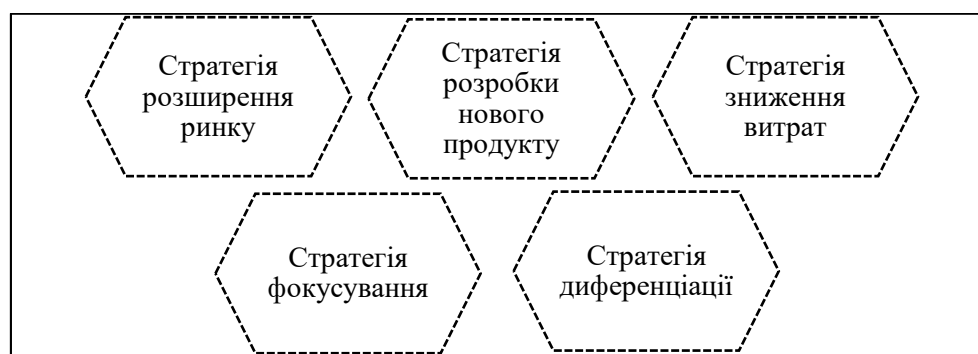 Стратегія
розширення
ринку
Стратегія
розробки
нового
продукту
Стратегія
зниження
витрат
Стратегія
фокусування
Стратегія
диференціації